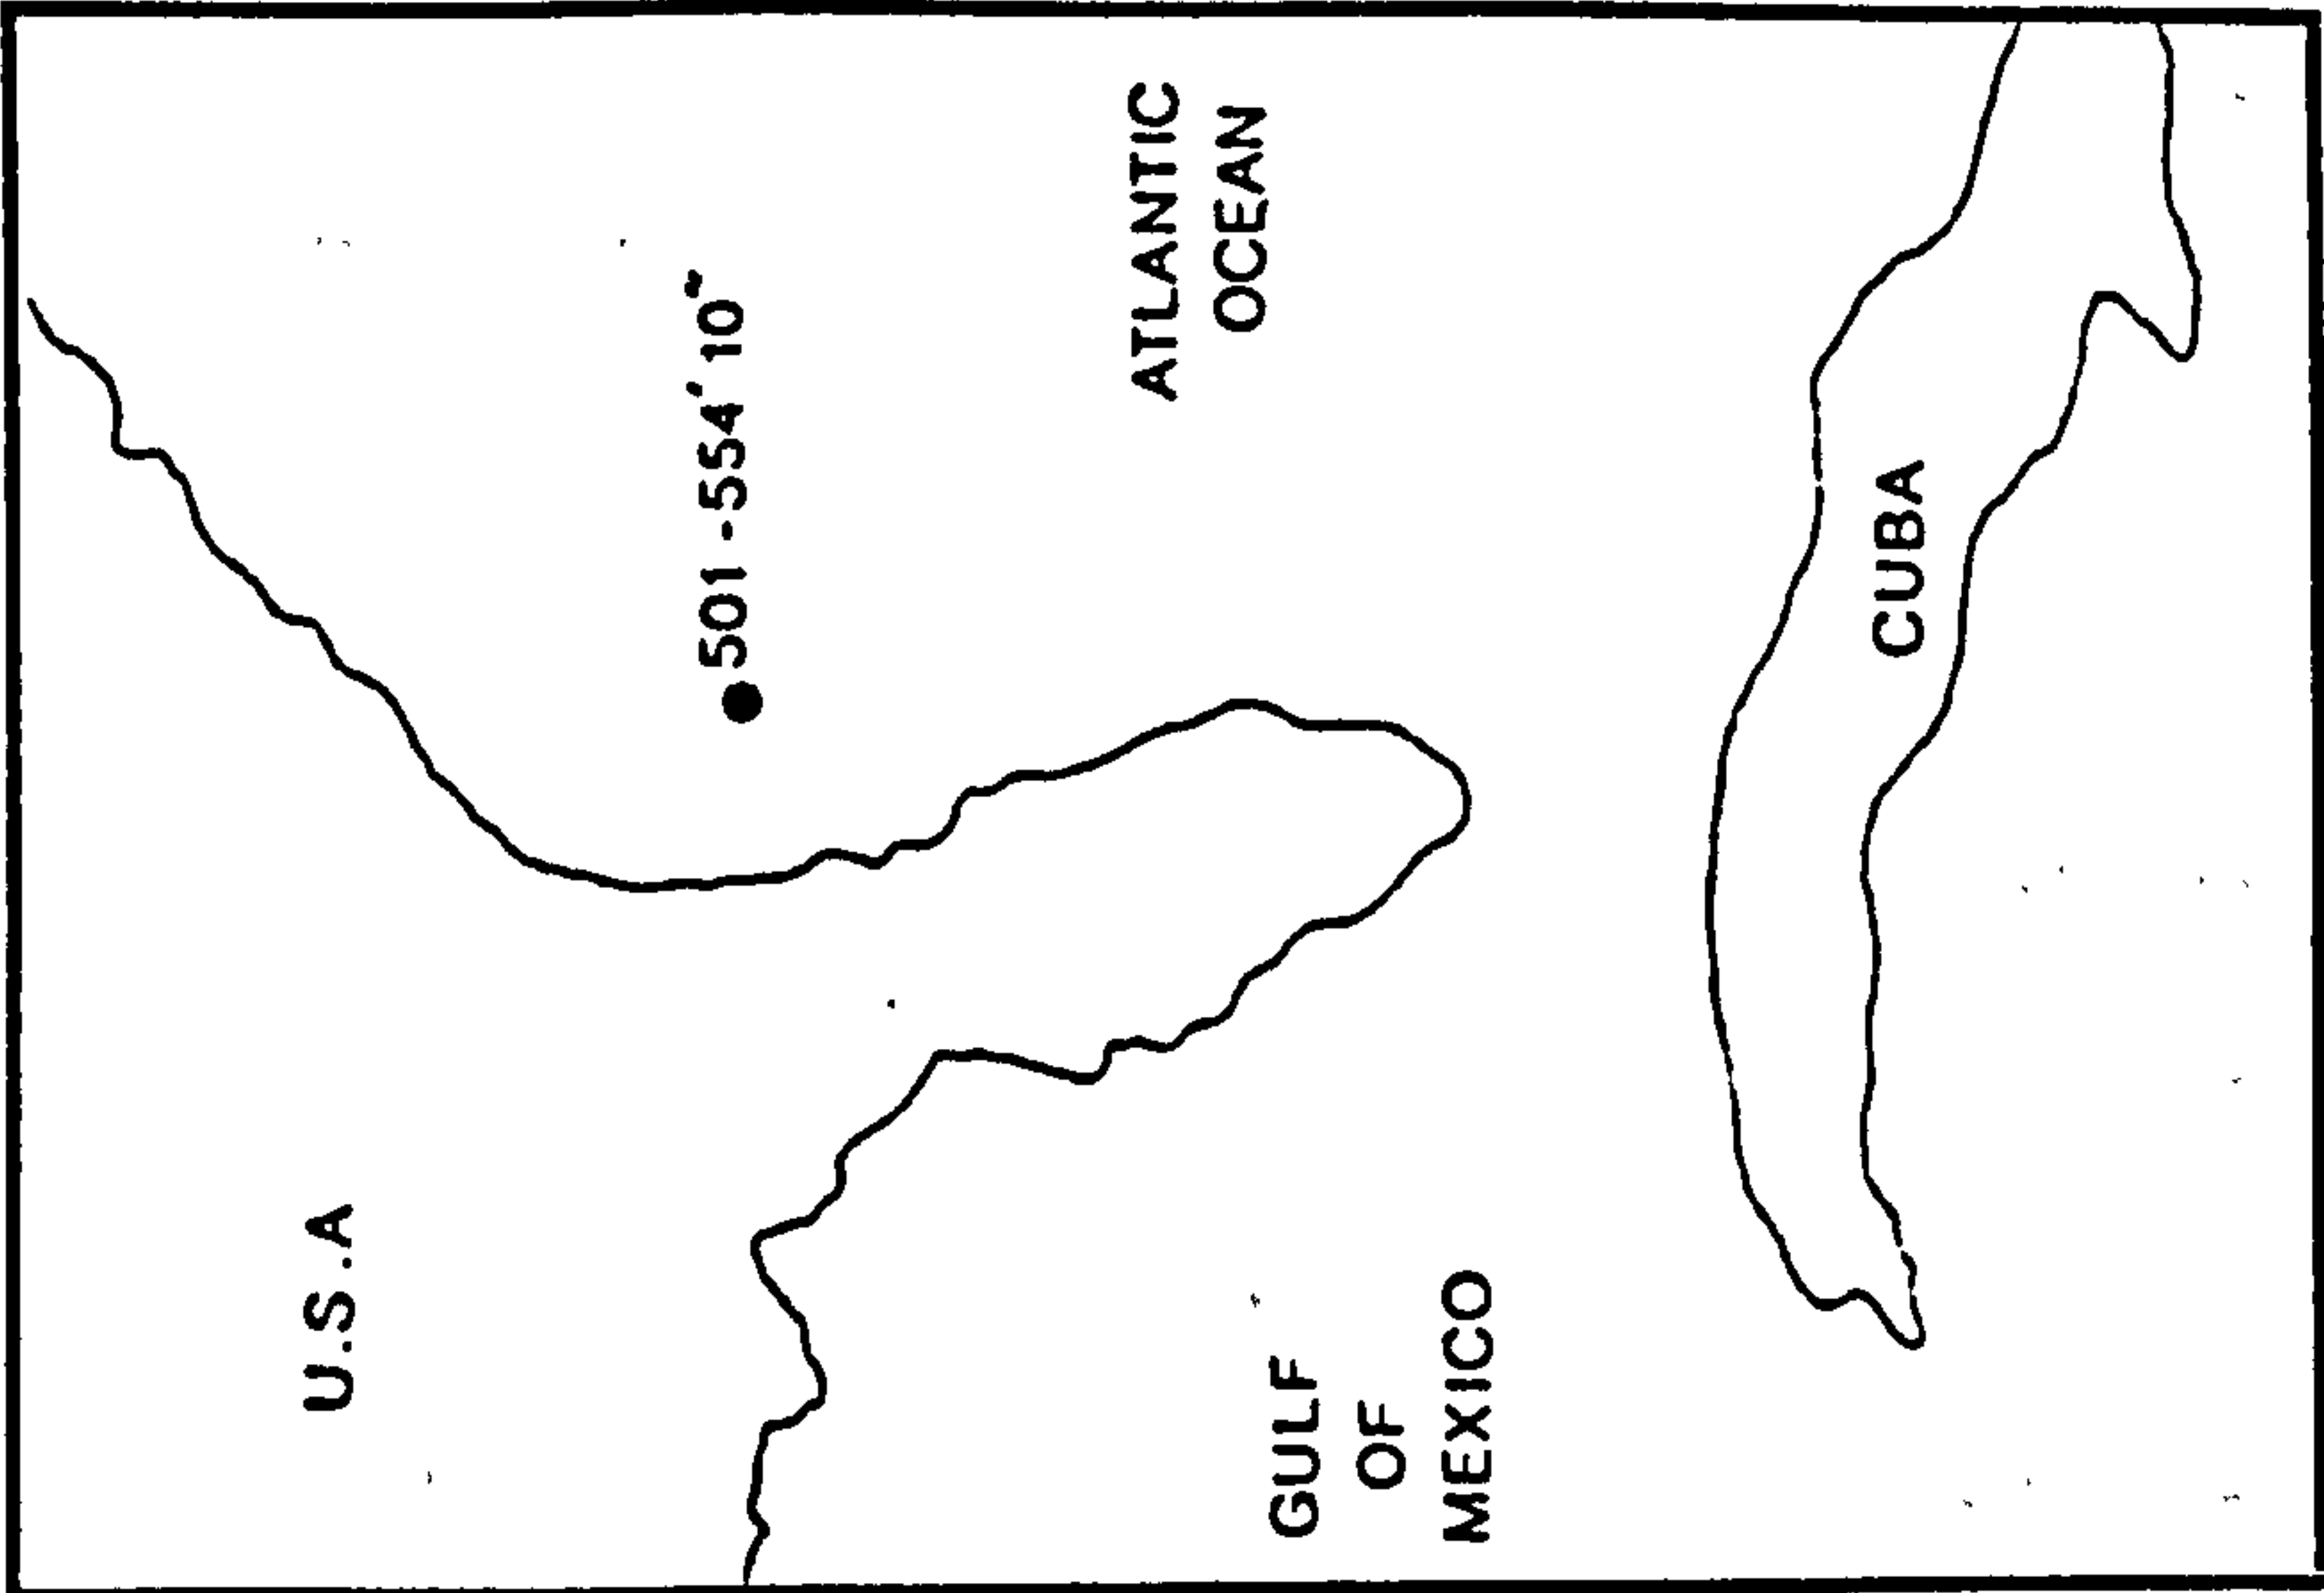 U.S.A
501-554' 10"
ATLANTIC
OCEAN
GULF
OF
MEXICO
CUBA